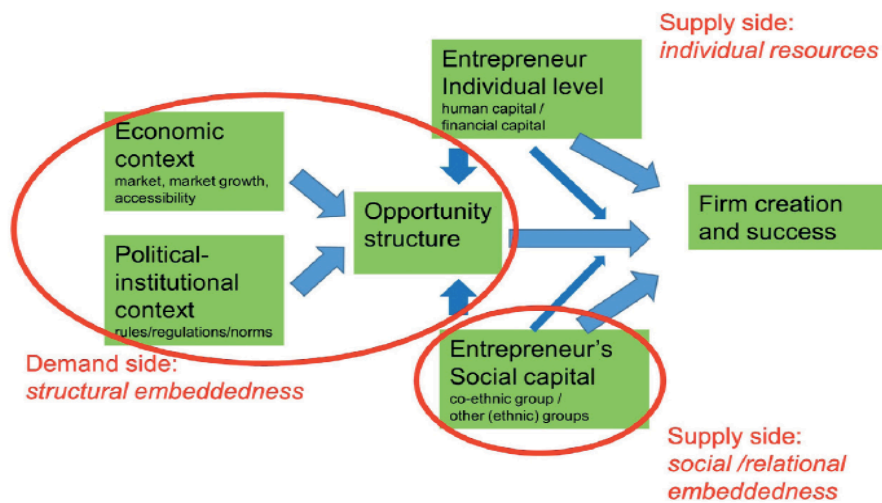 Supply side:
individual resources
Entrepreneur
Individual level
human capital /
financial capital
Economic
context
market, market growth,
accessibility
Opportunity
structure
Firm creation
and success
Political-
institutional
context
rules/regulations/norms
Demand side:
structural embeddedness
Entrepreneur's
Social capital
co-ethnic group /
other (ethnic) groups
Supply side:
social /relational
embeddedness